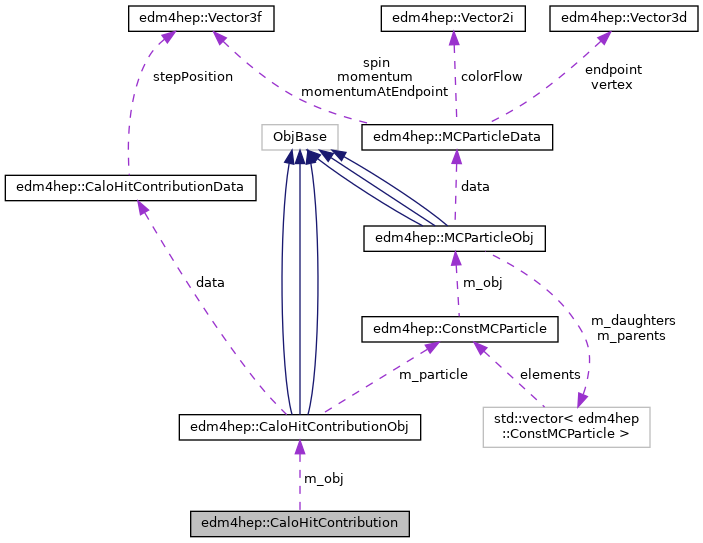 edm4hep::Vector3f
edm4hep::Vector2i
edm4hep::Vector3d
stepPosition
spin
momentum
momentumAtEndpoint
colorFlow
endpoint
vertex
ObjBase
edm4hep::MCParticleData
edm4hep::CaloHitContributionData
data
edm4hep::MCParticleObj
data
m_obj
m_daughters
m_parents
edm4hep::ConstMCParticle
m_particle
elements
edm4hep::CaloHitContributionObj
std::vector< edm4hep
::ConstMCParticle >
m_obj
edm4hep::CaloHitContribution